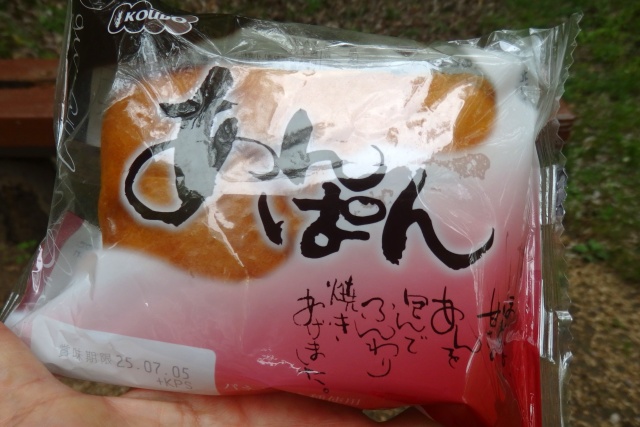 KOUBO
あんぱん
あんを
包んで
ふんわり
焼き
あげました。
賞味期限 25.07.05
+KPS